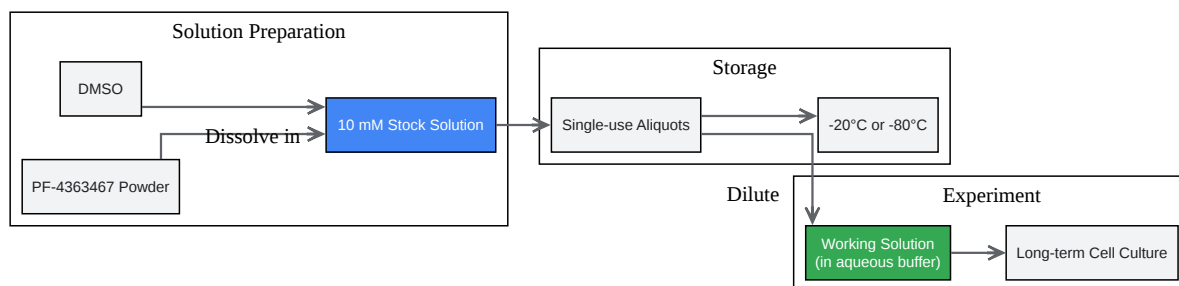 Solution Preparation
DMSO
Dissolve in
PF-4363467 Powder
10 mM Stock Solution
Storage
Single-use Aliquots
-20°C or -80°C
Dilute
Experiment
Working Solution
(in aqueous buffer)
Long-term Cell Culture